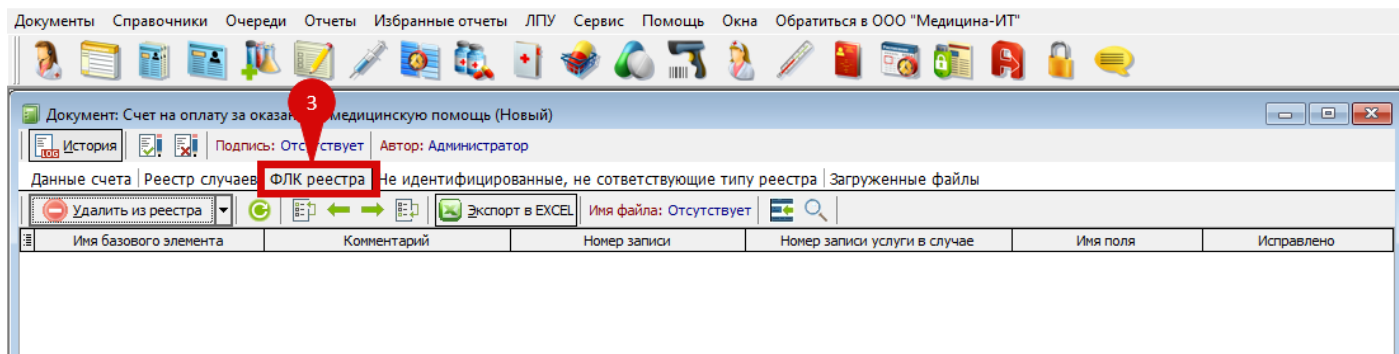 Документы Справочники Очереди Отчеты Избранные отчеты ЛПУ Сервис Помощь Окна Обратиться в ООО "Медицина-ИТ"
3
Документ: Счет на оплату за оказан медицинскую помощь (Новый)
LOG История Подпись: Отсутствует Автор: Администратор
Данные счета Реестр случаев ФЛК реестра Не идентифицированные, не сответствующие типу реестра Загруженные файлы
Удалить из реестра Экспорт в EXCEL Имя файла: Отсутствует
Имя базового элемента Комментарий Номер записи Номер записи услуги в случае Имя поля Исправлено